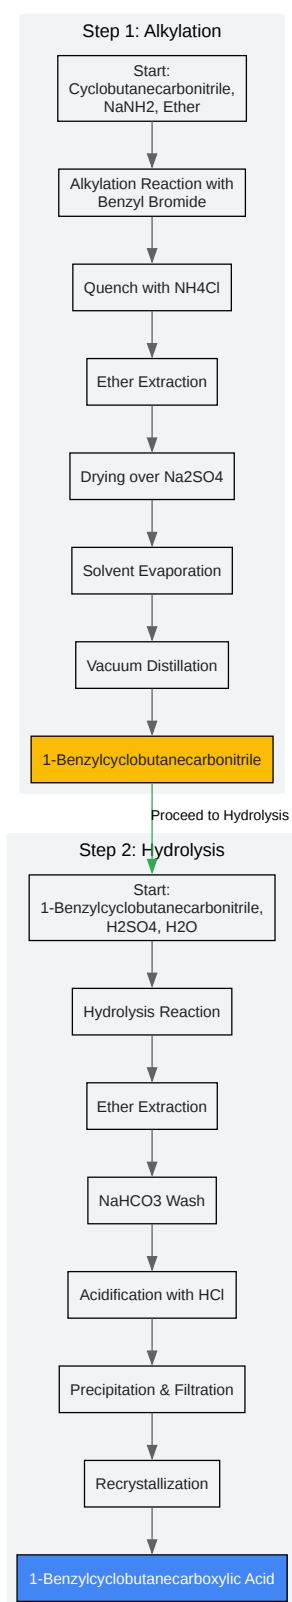 Step 1: Alkylation
Start:
Cyclobutanecarbonitrile,
NaNH2, Ether
Alkylation Reaction with
Benzyl Bromide
Quench with NH4Cl
Ether Extraction
Drying over Na2SO4
Solvent Evaporation
Vacuum Distillation
1-Benzylcyclobutanecarbonitrile
Proceed to Hydrolysis
Step 2: Hydrolysis
Start:
1-Benzylcyclobutanecarbonitrile,
H2SO4, H2O
Hydrolysis Reaction
Ether Extraction
NaHCO3 Wash
Acidification with HCl
Precipitation & Filtration
Recrystallization
1-Benzylcyclobutanecarboxylic Acid